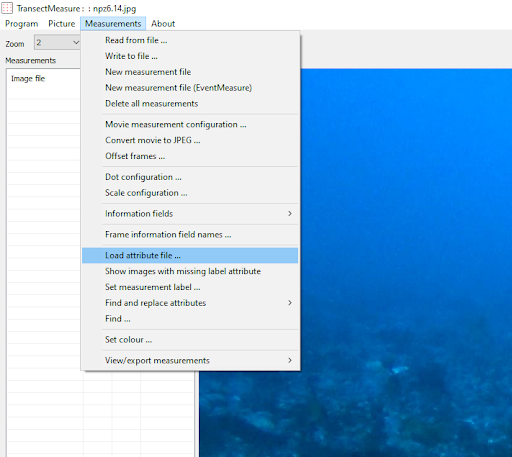 TransectMeasure : : npz6.14.jpg
Program Picture Measurements About
Zoom 2
Measurements
Image file
Read from file ...
Write to file ...
New measurement file
New measurement file (EventMeasure)
Delete all measurements
Movie measurement configuration ...
Convert movie to JPEG ...
Offset frames ...
Dot configuration ...
Scale configuration ...
Information fields
Frame information field names ...
Load attribute file ...
Show images with missing label attribute
Set measurement label ...
Find and replace attributes
Find ...
Set colour ...
View/export measurements